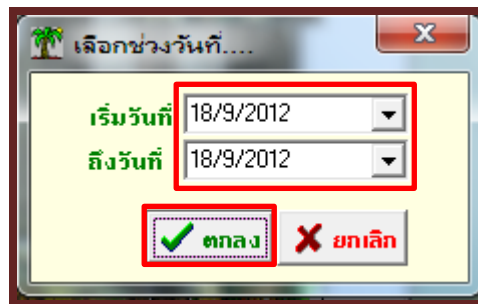 เลือกช่วงวันที่....
เริ่มวันที่ 18/9/2012
ถึงวันที่ 18/9/2012
ตกลง ยกเลิก